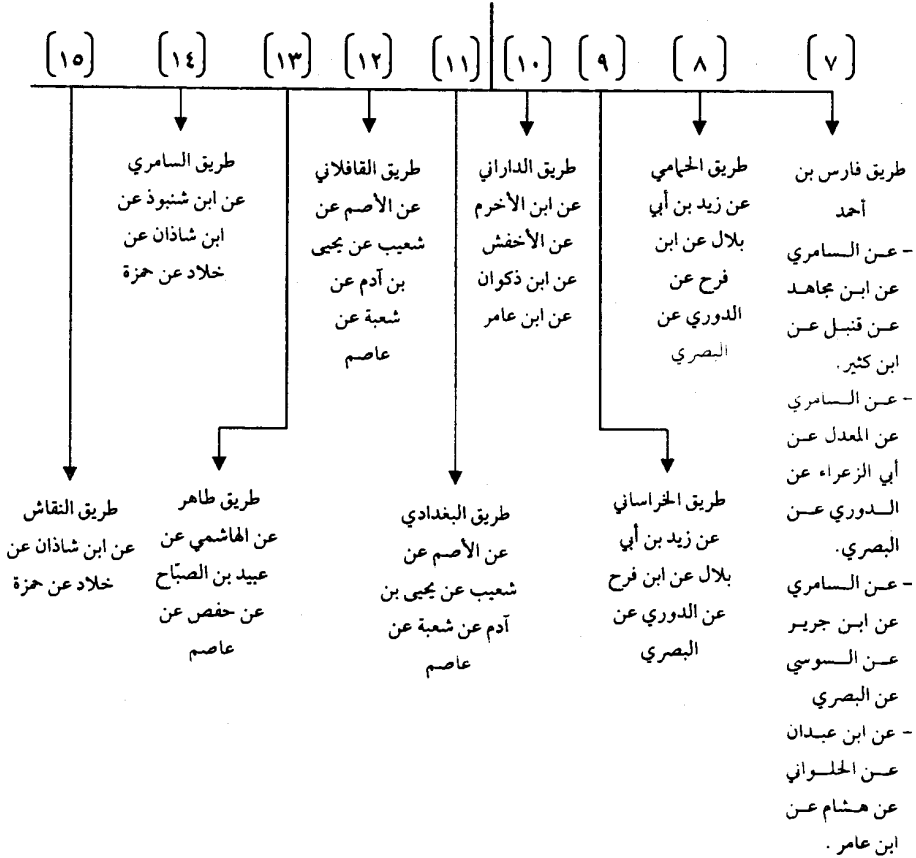 [٧] [٨] [٩] [١٠] [١١] [١٢] [١٣] [١٤] [١٥]
طريق فارس بن
أحمد
- عن السامري
عن ابن مجاهد
عن قنبل عن
ابن كثير.
- عن السامري
عن المعدل عن
أبي الزعراء عن
الدوري عن
البصري.
- عن السامري
عن ابن جرير
عن السوسي
عن البصري
- عن ابن عبدان
عن الحلواني
عن هشام عن
ابن عامر .
طريق الحمامي
عن زيد بن أبي
بلال عن ابن
فرح عن
الدوري عن
البصري
طريق الخراساني
عن زيد بن أبي
بلال عن ابن فرح
عن الدوري عن
البصري
طريق الداراني
عن ابن الأخرم
عن الأخفش
عن ابن ذكوان
عن ابن عامر
طريق البغدادي
عن الأصم عن
شعيب عن يحيى بن
آدم عن شعبة عن
عاصم
طريق القافلاني
عن الأصم عن
شعيب عن يحيى
بن آدم عن
شعبة عن
عاصم
طريق طاهر
عن الهاشمي عن
عبيد بن الصبّاح
عن حفص عن
عاصم
طريق السامري
عن ابن شنبوذ عن
ابن شاذان عن
خلاد عن حمزة
طريق النقاش
عن ابن شاذان عن
خلاد عن حمزة